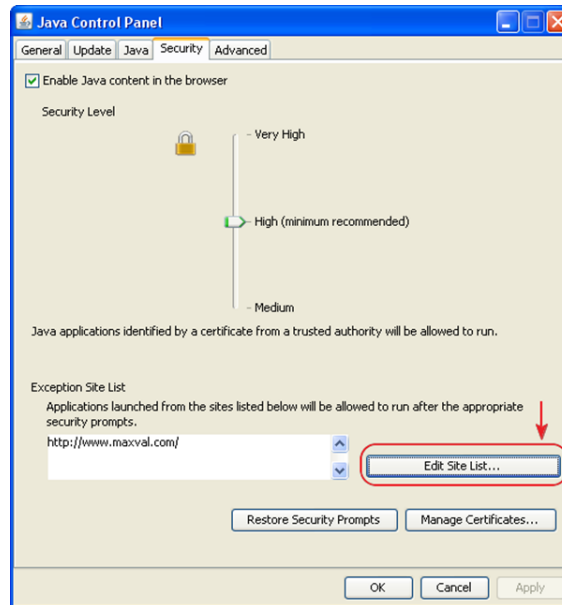 Java Control Panel
General Update Java Security Advanced
Enable Java content in the browser
Security Level
- Very High
- High (minimum recommended)
- Medium
Java applications identified by a certificate from a trusted authority will be allowed to run.
Exception Site List
Applications launched from the sites listed below will be allowed to run after the appropriate
security prompts.
http://www.maxval.com/
Edit Site List...
Restore Security Prompts Manage Certificates...
OK Cancel Apply